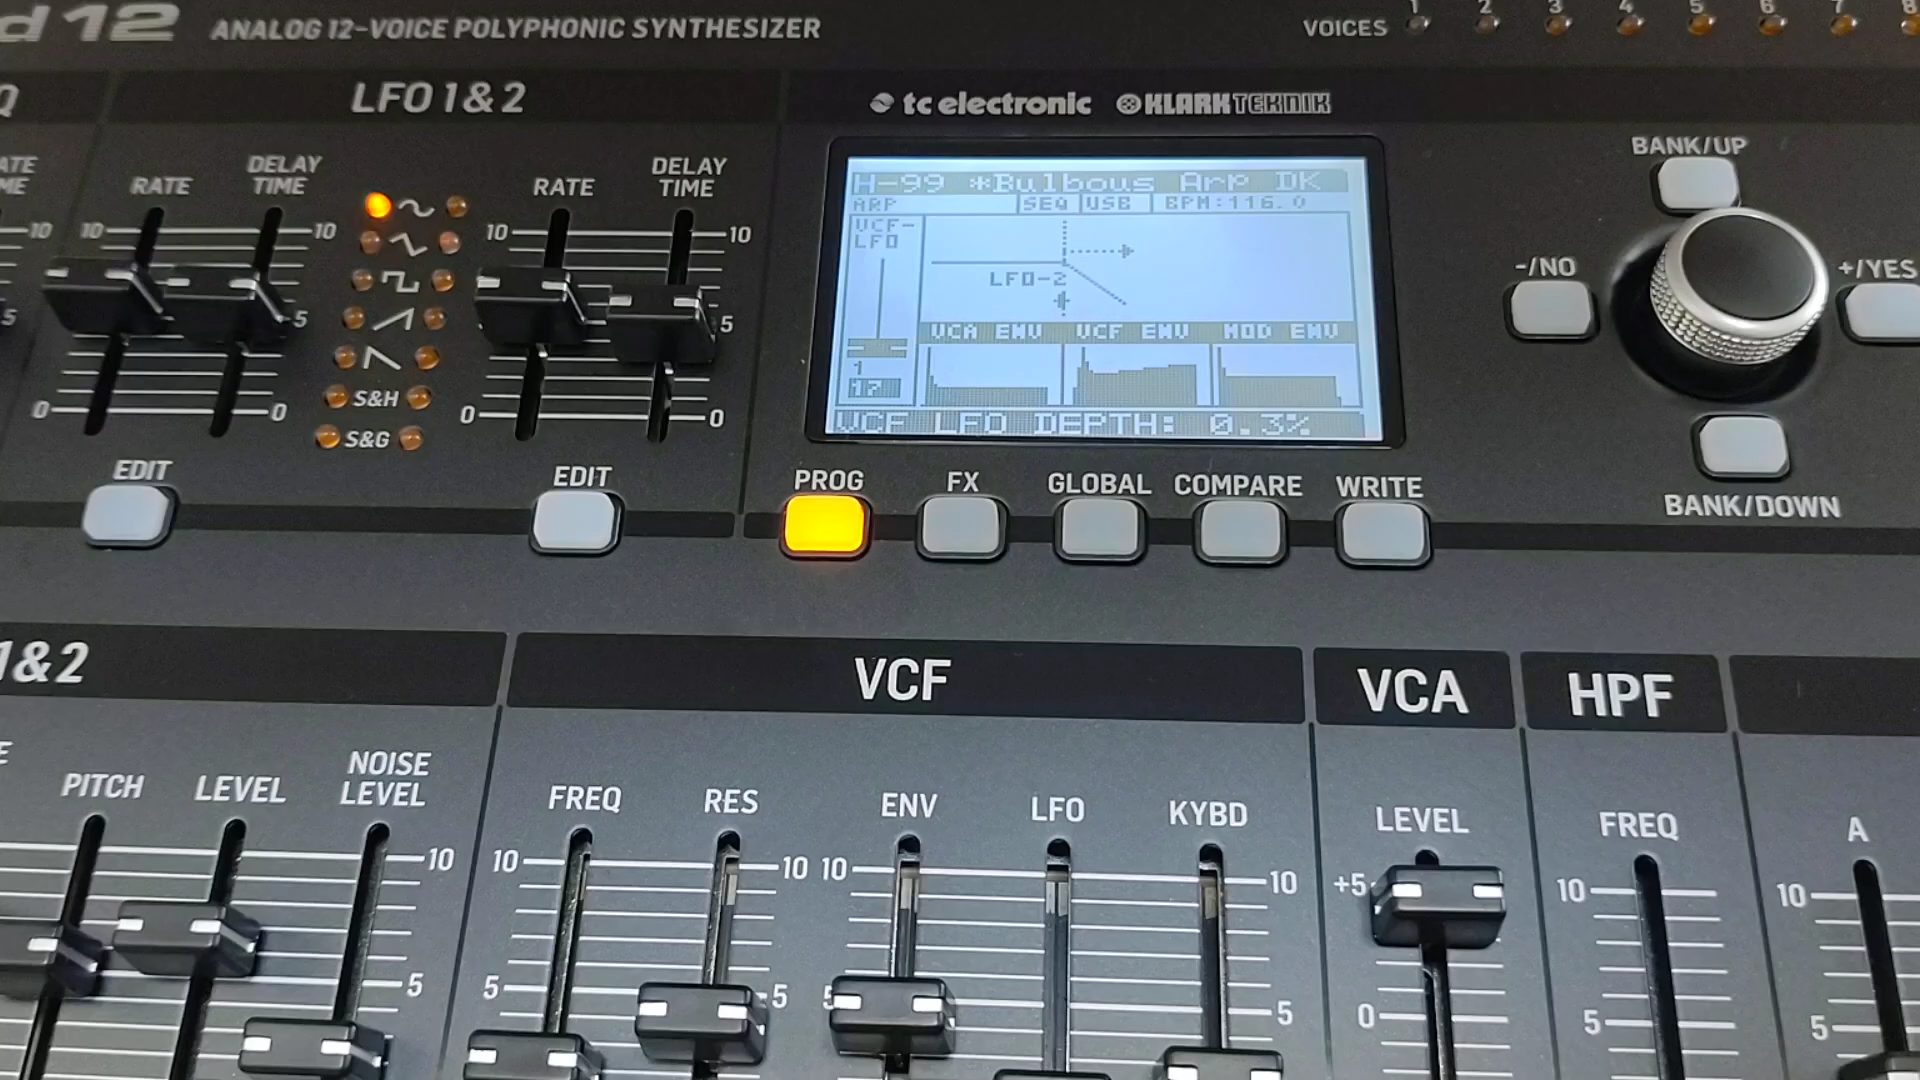 d 12 ANALOG 12-VOICE POLYPHONIC SYNTHESIZER
VOICES 1 2 3 4 5 6 7 8
Q LFO 1 & 2
tc electronic KLARK TEKNIK
RATE DELAY TIME RATE DELAY TIME
10 10 10 10
5 5
0 0 0 0
S&H
S&G
EDIT EDIT
H-99 *Bulbous Arp DK
ARP SEQ USB BPM:116.0
VCF-
LFO
LFO-2
VCA ENV VCF ENV MOD ENV
1
17
VCF LFO DEPTH: 0.3%
BANK/UP
-/NO +/YES
BANK/DOWN
PROG FX GLOBAL COMPARE WRITE
1&2 VCF VCA HPF
PITCH LEVEL NOISE LEVEL FREQ RES ENV LFO KYBD LEVEL FREQ A
10 10 10 10 10 +5 10 10
5 5 5 5 0 5 5